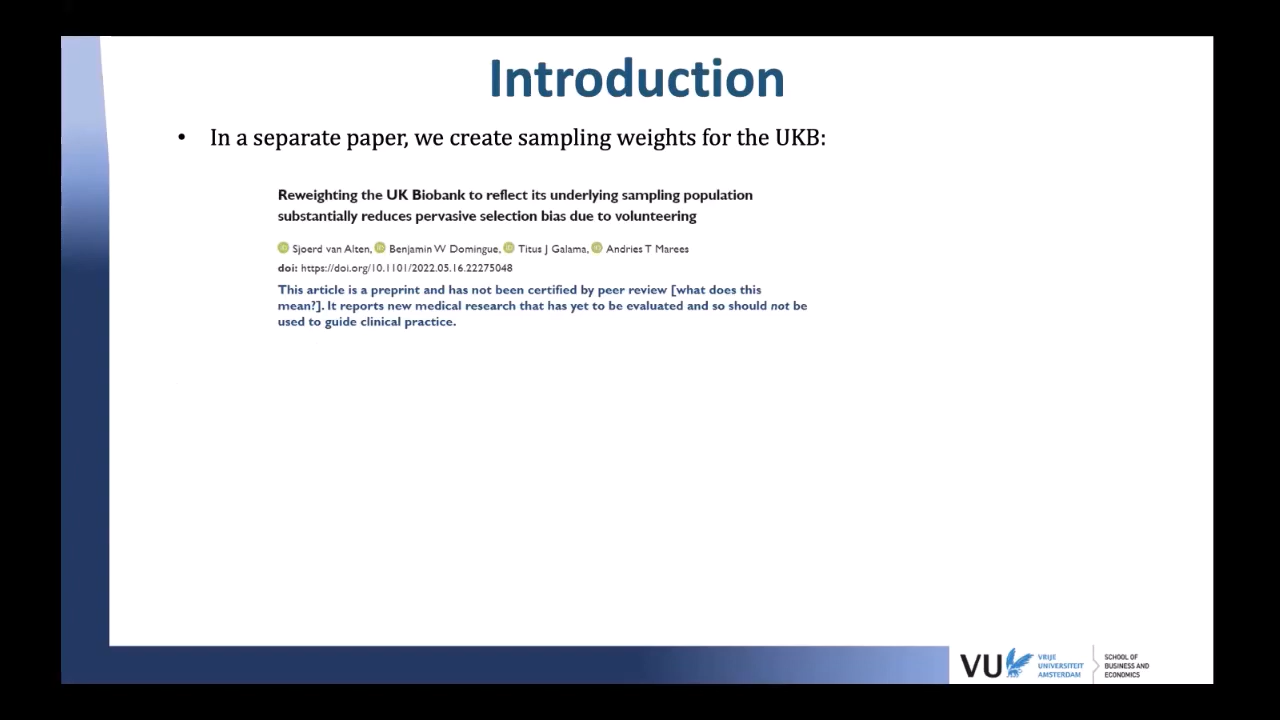 Introduction
• In a separate paper, we create sampling weights for the UKB:
Reweighting the UK Biobank to reflect its underlying sampling population
substantially reduces pervasive selection bias due to volunteering
Sjoerd van Alten, Benjamin W Domingue, Titus J Galama, Andries T Marees
doi: https://doi.org/10.1101/2022.05.16.22275048
This article is a preprint and has not been certified by peer review [what does this
mean?]. It reports new medical research that has yet to be evaluated and so should not be
used to guide clinical practice.
VU
VRIJE
UNIVERSITEIT
AMSTERDAM
SCHOOL OF
BUSINESS AND
ECONOMICS